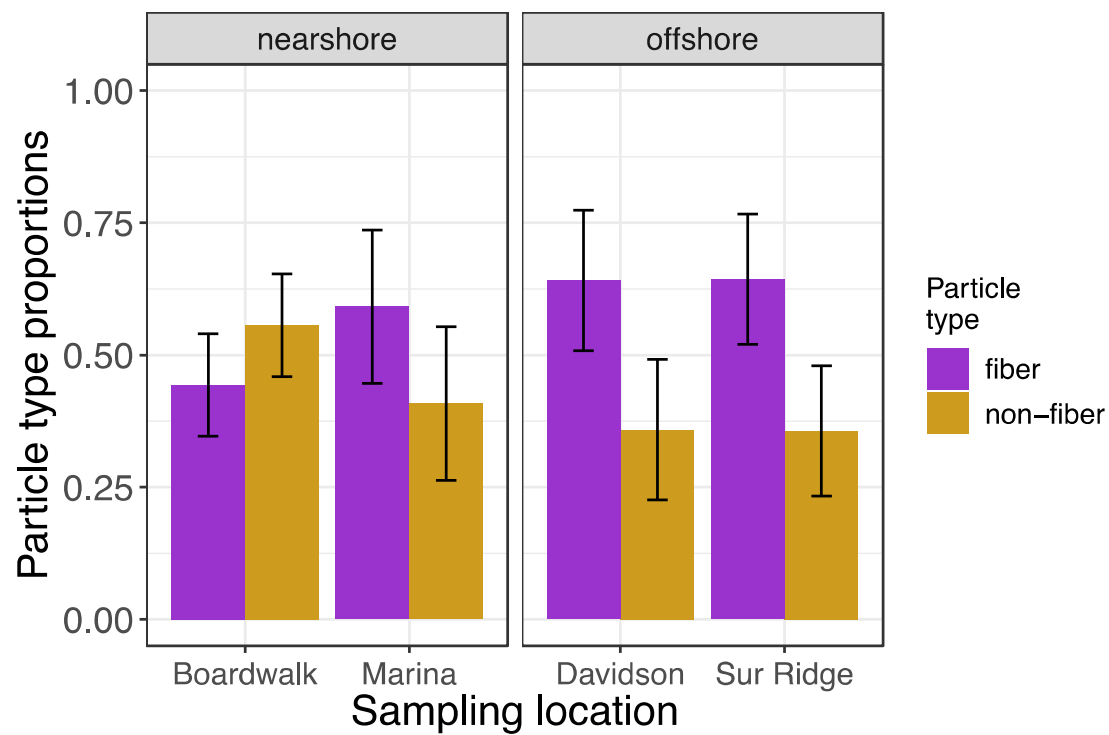 nearshore
offshore
1.00
0.75
0.50
0.25
0.00
Particle type proportions
Boardwalk
Marina
Davidson
Sur Ridge
Sampling location
Particle
type
fiber
non−fiber